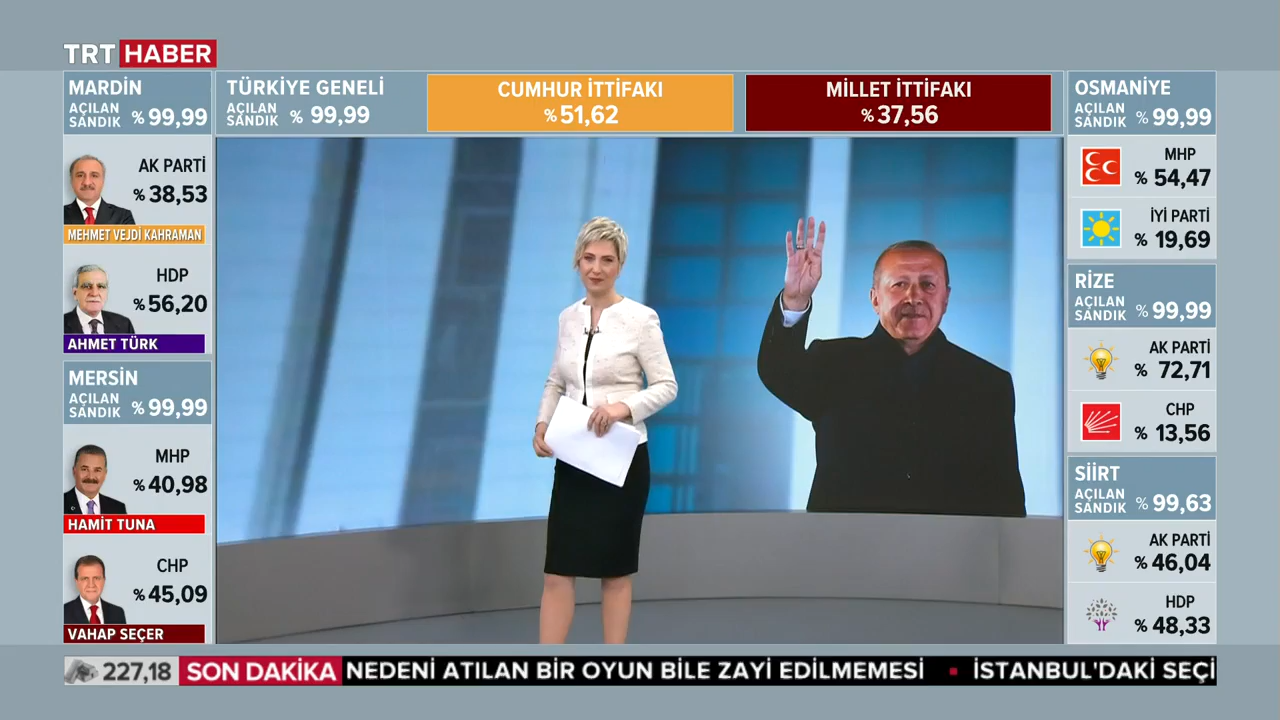 TRT HABER
MARDİN
AÇILAN SANDIK % 99,99
AK PARTİ
% 38,53
MEHMET VEJDİ KAHRAMAN
HDP
% 56,20
AHMET TÜRK
MERSİN
AÇILAN SANDIK % 99,99
MHP
% 40,98
HAMİT TUNA
CHP
% 45,09
VAHAP SEÇER
TÜRKİYE GENELİ
AÇILAN SANDIK % 99,99
CUMHUR İTTİFAKI
% 51,62
MİLLET İTTİFAKI
% 37,56
OSMANİYE
AÇILAN SANDIK % 99,99
MHP
% 54,47
İYİ PARTİ
% 19,69
RİZE
AÇILAN SANDIK % 99,99
AK PARTİ
% 72,71
CHP
% 13,56
SİİRT
AÇILAN SANDIK % 99,63
AK PARTİ
% 46,04
HDP
% 48,33
227,18 SON DAKİKA NEDENİ ATILAN BİR OYUN BİLE ZAYİ EDİLMEMESİ ▪ İSTANBUL'DAKİ SEÇİ